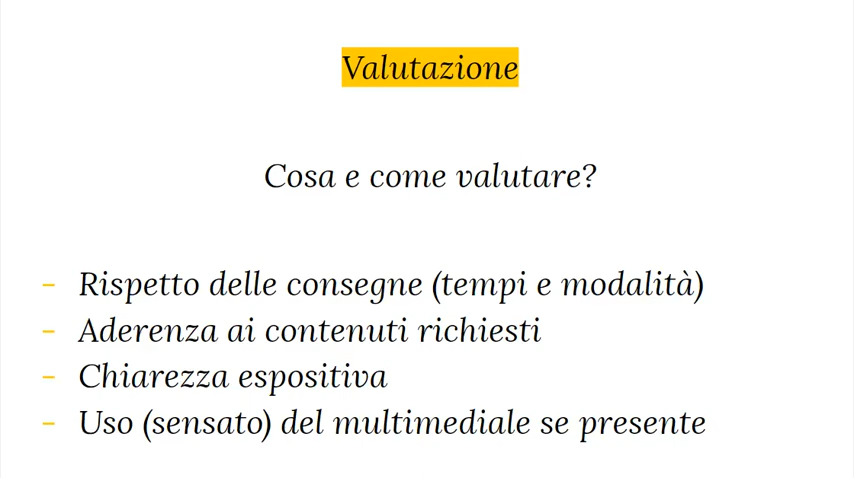 Valutazione
Cosa e come valutare?
- Rispetto delle consegne (tempi e modalità)
- Aderenza ai contenuti richiesti
- Chiarezza espositiva
- Uso (sensato) del multimediale se presente